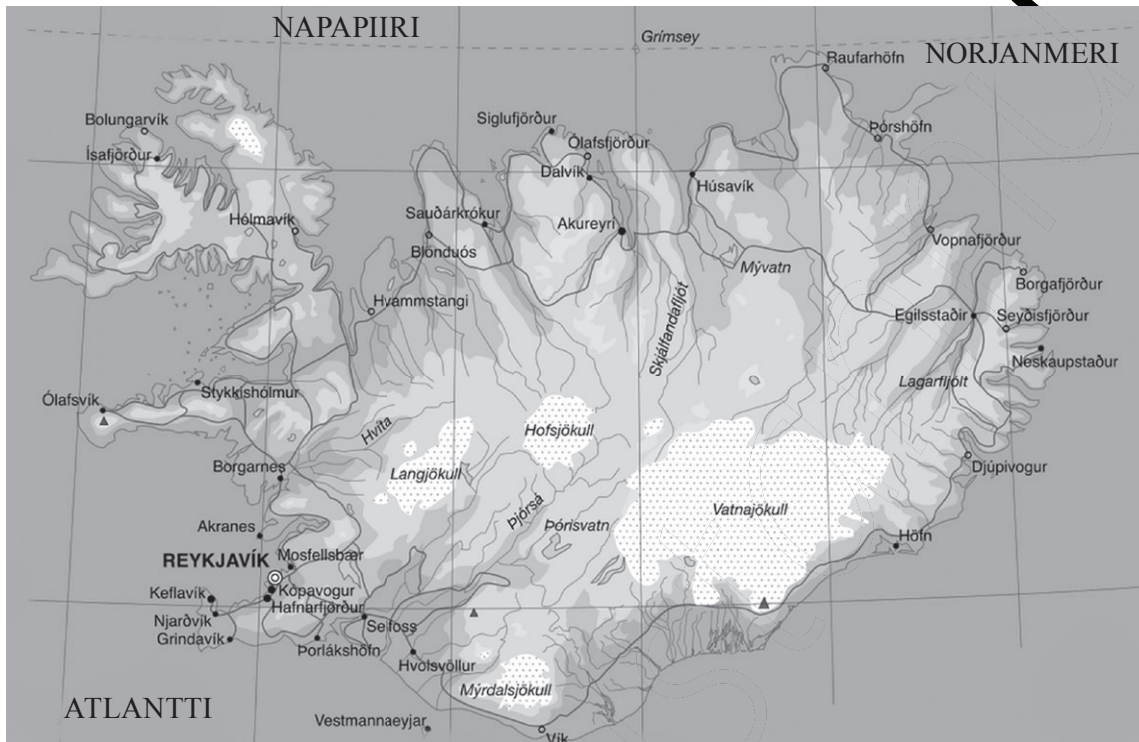 NAPAPIIRI
Grímsey
NORJANMERI
Raufarhöfn
Bolungarvík
Siglufjörður
Þórshöfn
Ísafjörður
Ólafsfjörður
Dalvík
Húsavík
Hólmavík
Sauðárkrókur
Akureyri
Blönduós
Vopnafjörður
Mývatn
Borgafjörður
Hvammstangi
Skjálfandafljót
Egilsstaðir
Seyðisfjörður
Neskaupstaður
Stykkishólmur
Lagarfljólt
Ólafsvík
Hvíta
Hofsjökull
Borgarnes
Langjökull
Djúpivogur
Þjórsá
Vatnajökull
Þórisvatn
Akranes
Höfn
REYKJAVÍK
Mosfellsbær
Keflavík
Kópavogur
Hafnarfjörður
Njarðvík
Selfoss
Grindavík
Þorlákshöfn
Hvolsvöllur
Mýrdalsjökull
ATLANTTI
Vestmannaeyjar
Vík